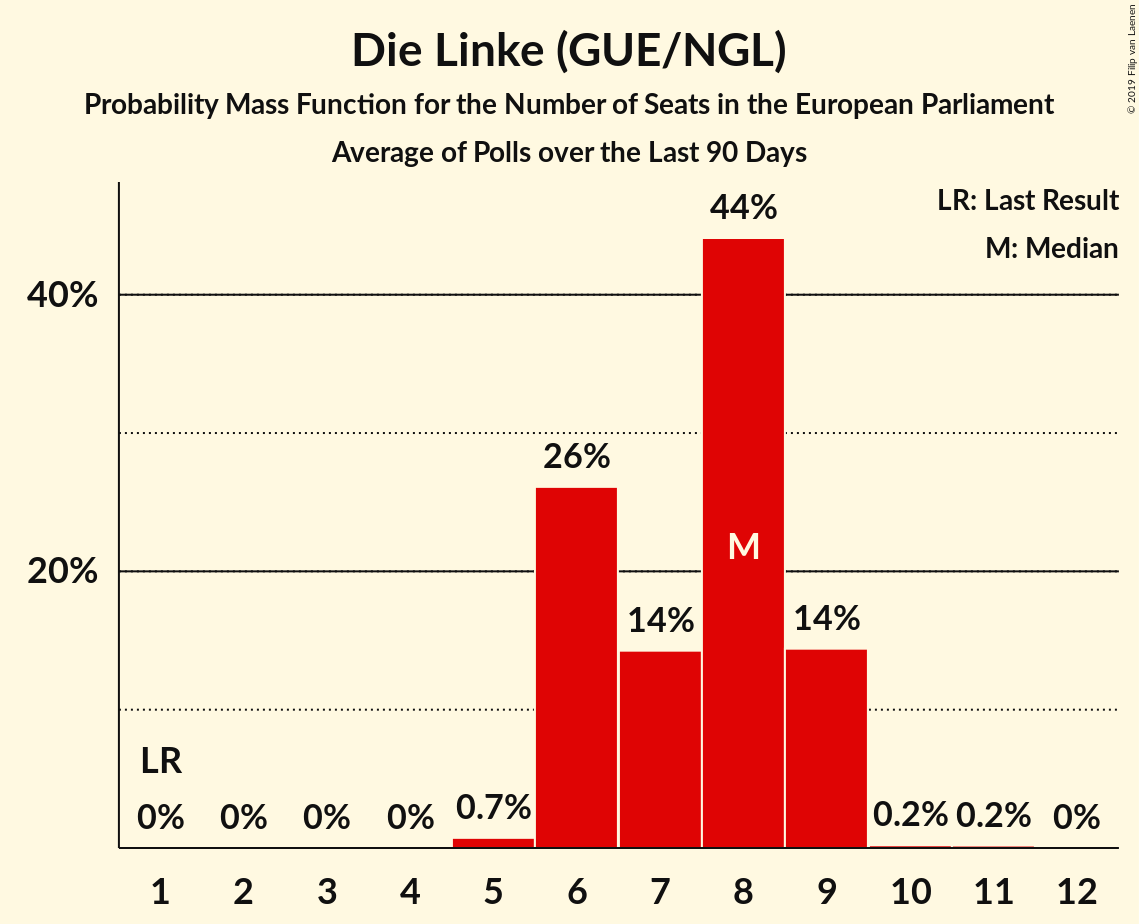 Die Linke (GUE/NGL)
Probability Mass Function for the Number of Seats in the European Parliament
Average of Polls over the Last 90 Days
© 2019 Filip van Laenen
LR: Last Result
M: Median
40%
20%
LR
0%
0%
0%
0%
0.7%
26%
14%
44%
M
14%
0.2%
0.2%
0%
1 2 3 4 5 6 7 8 9 10 11 12